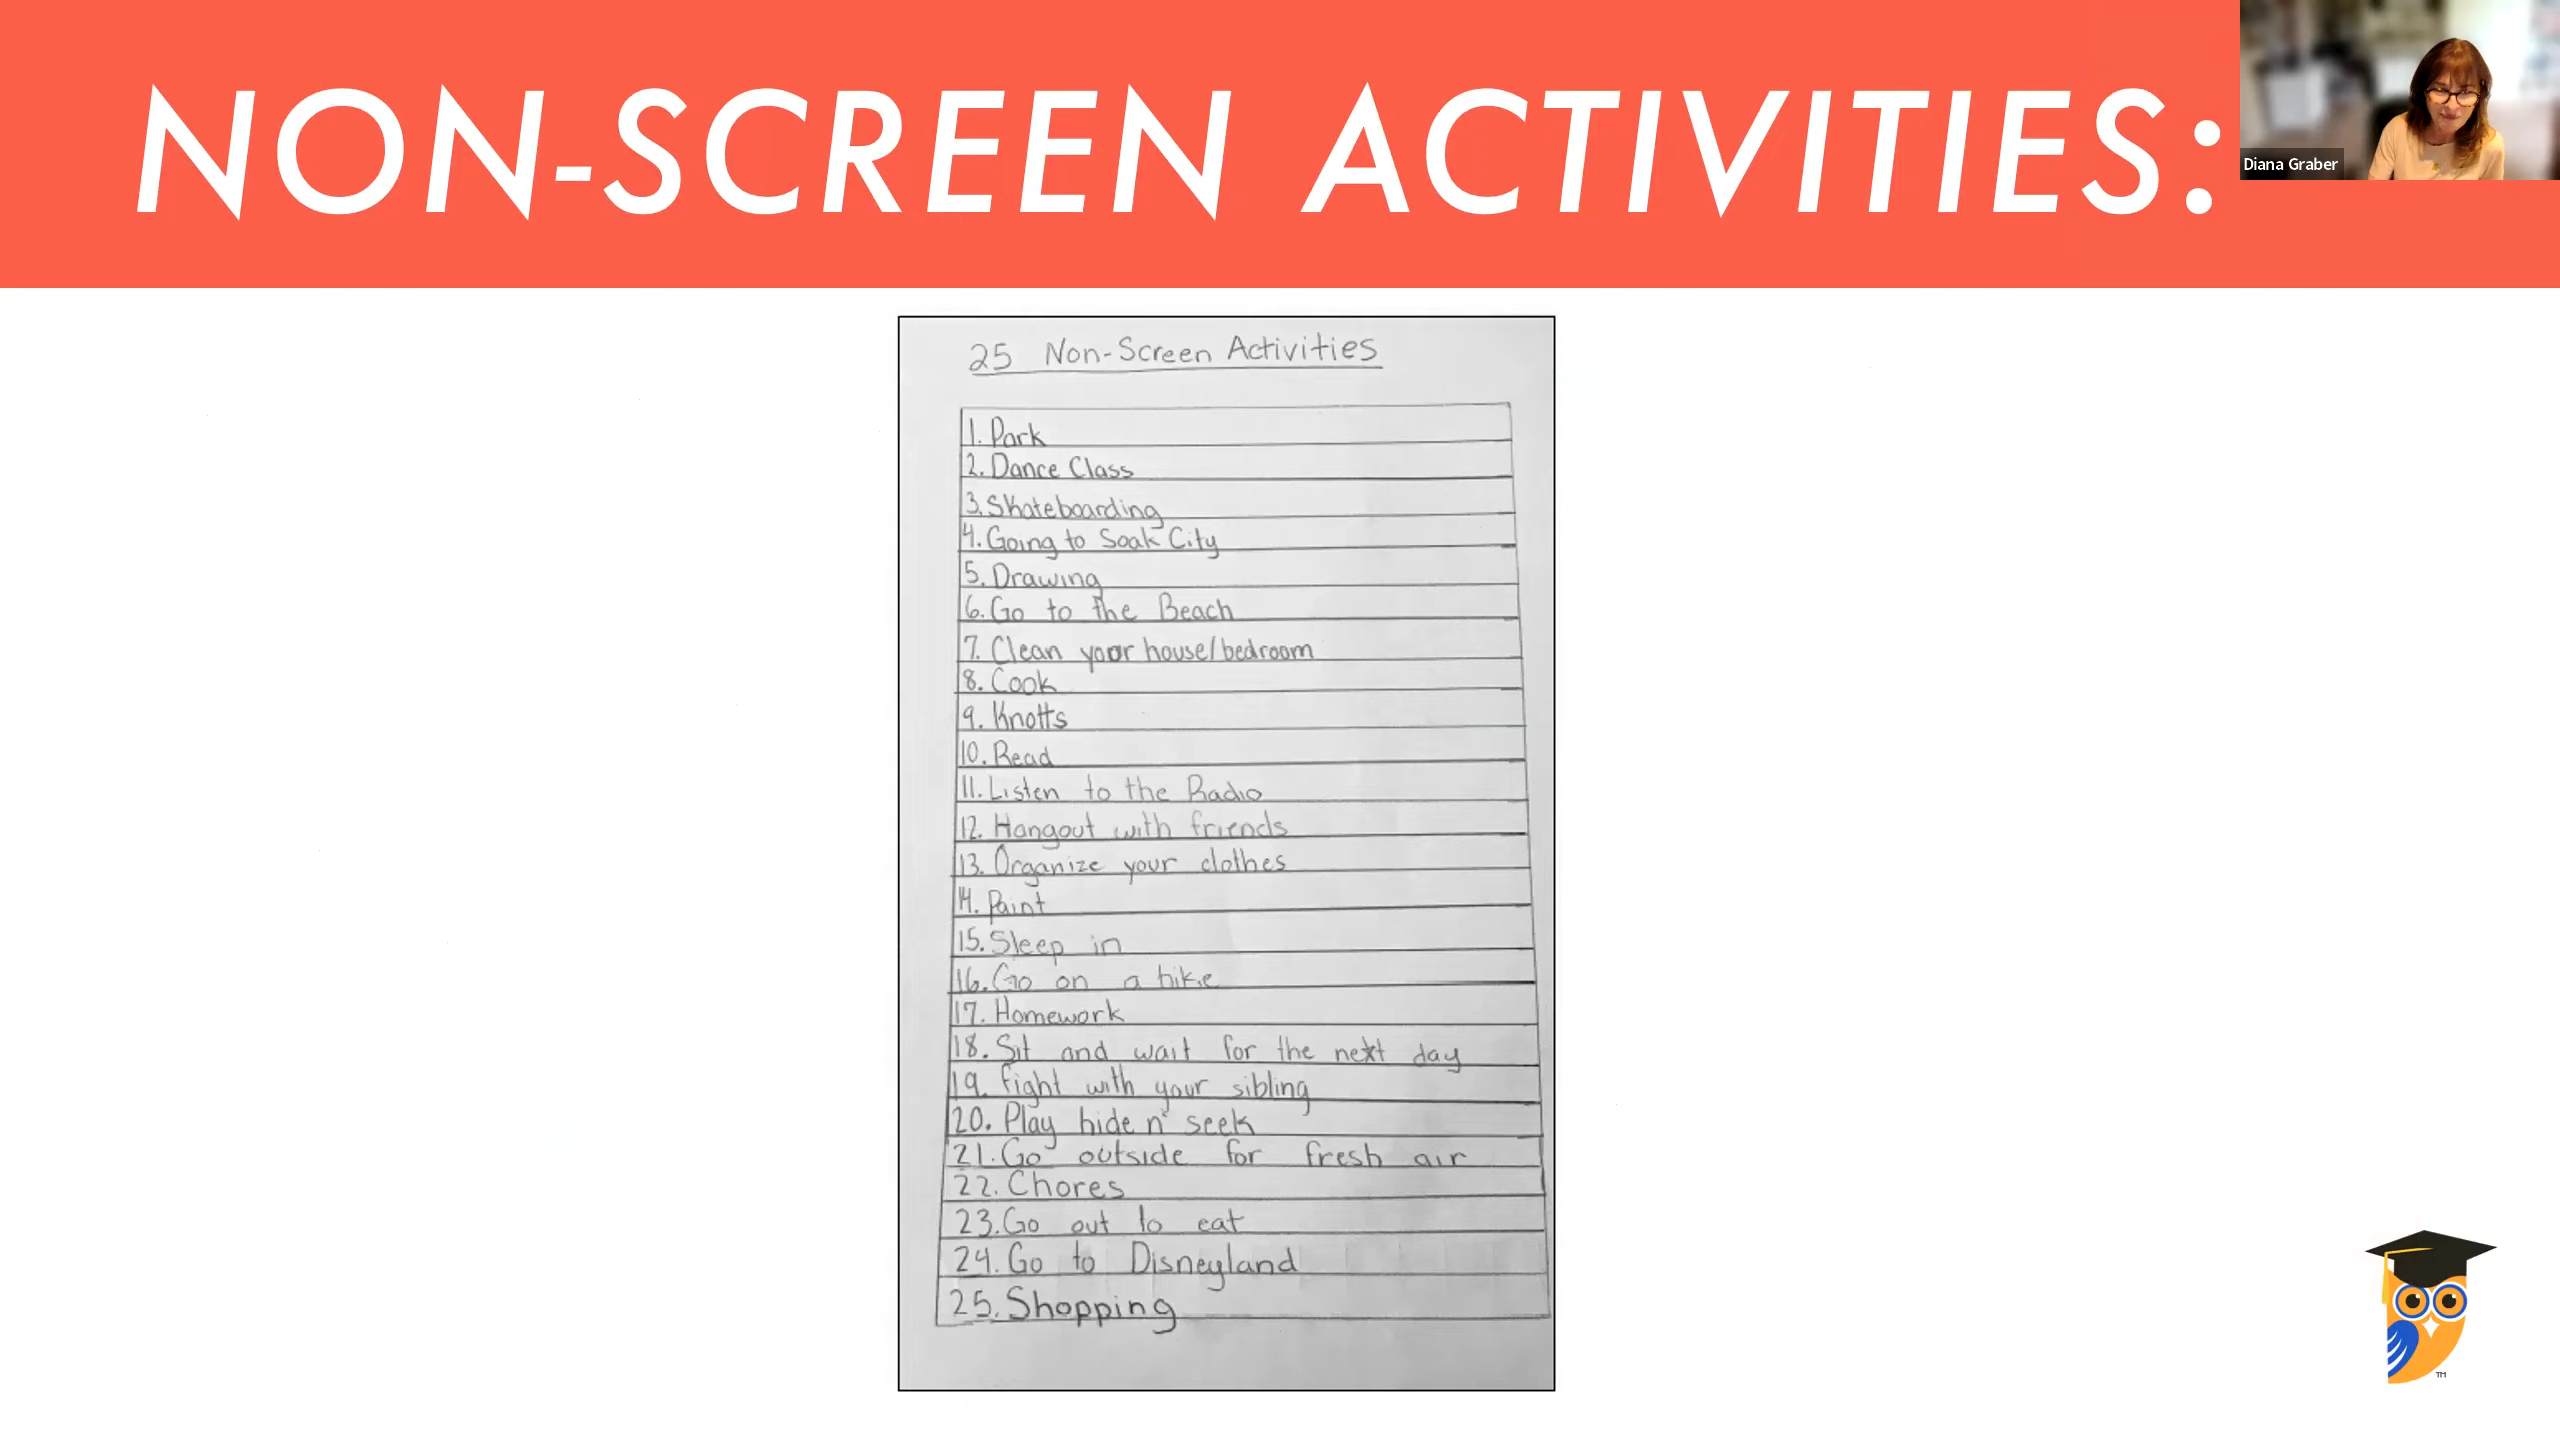 NON-SCREEN ACTIVITIES:
Diana Graber
25 Non-Screen Activities
1. Park
2. Dance Class
3. Skateboarding
4. Going to Soak City
5. Drawing
6. Go to the Beach
7. Clean your house/bedroom
8. Cook
9. Knotts
10. Read
11. Listen to the Radio
12. Hangout with friends
13. Organize your clothes
14. Paint
15. Sleep in
16. Go on a hike
17. Homework
18. Sit and wait for the next day
19. fight with your sibling
20. Play hide n' seek
21. Go outside for fresh air
22. Chores
23. Go out to eat
24. Go to Disneyland
25. Shopping
TM